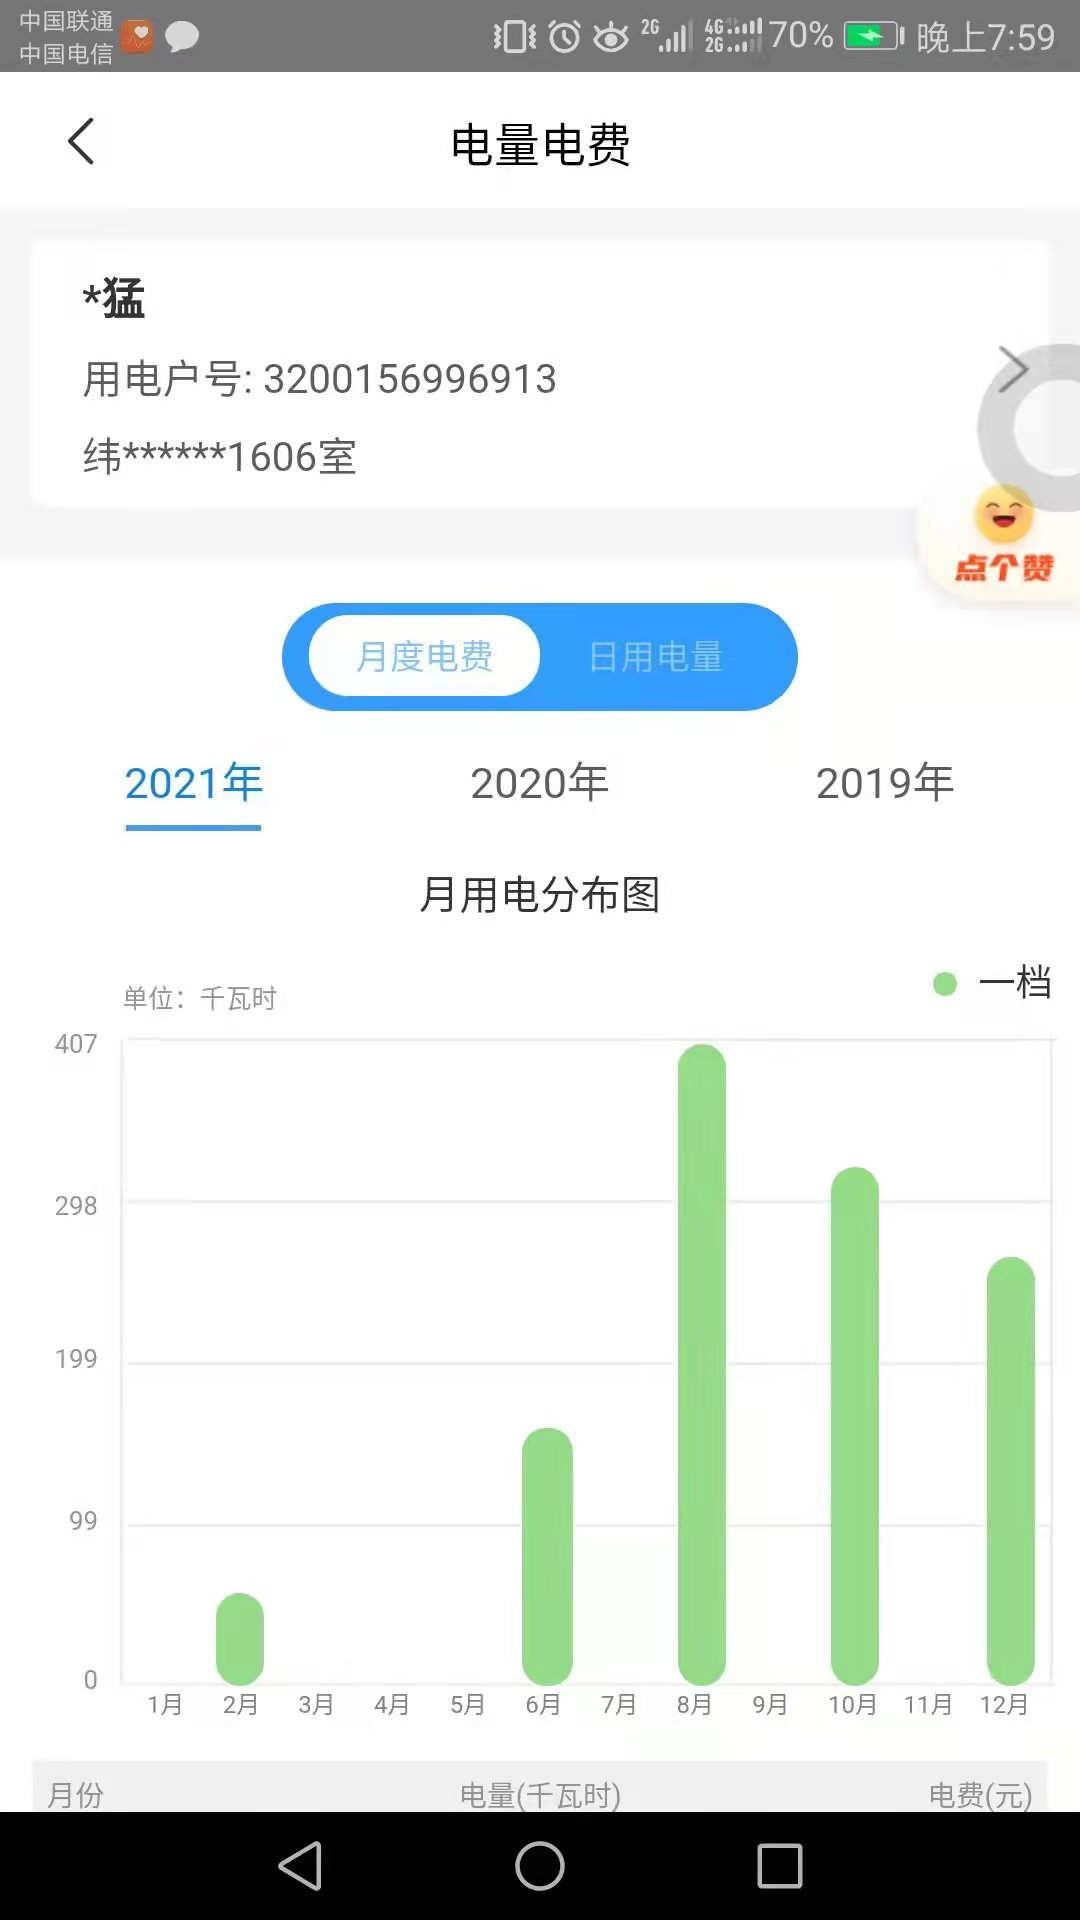 中国联通
中国电信
2G 4G 2G 70% 晚上7:59
电量电费
*猛
用电户号: 3200156996913
纬******1606室
点个赞
月度电费 日用电量
2021年 2020年 2019年
月用电分布图
一档
单位：千瓦时
407
298
199
99
0
1月 2月 3月 4月 5月 6月 7月 8月 9月 10月 11月 12月
月份 电量(千瓦时) 电费(元)